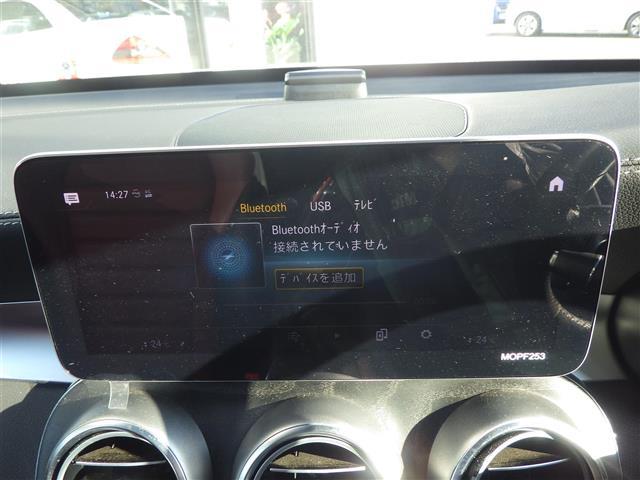 14:27
Bluetooth USB テレビ
Bluetoothオーディオ
接続されていません
デバイスを追加
24 24
MOPF253